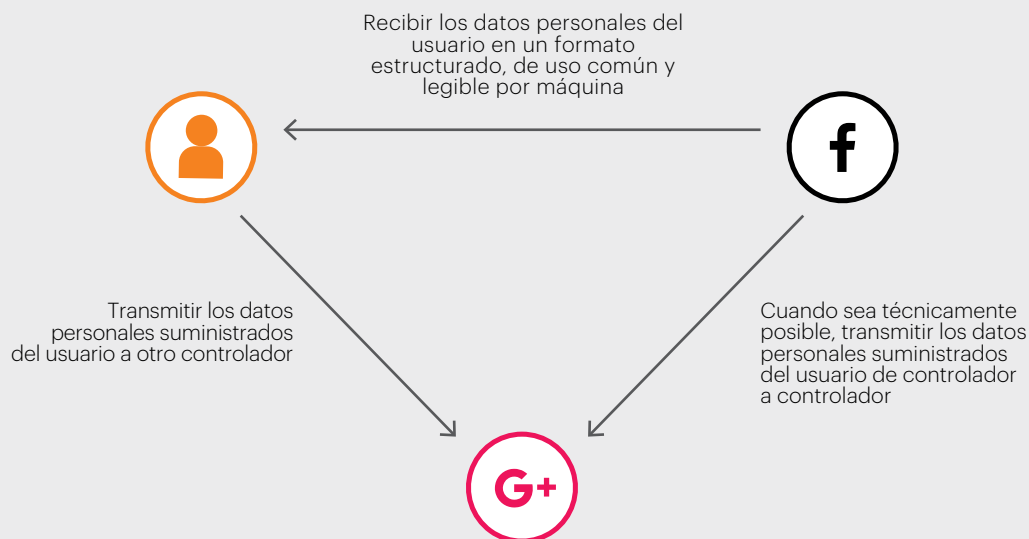 Recibir los datos personales del
usuario en un formato
estructurado, de uso común y
legible por máquina
f
Transmitir los datos
personales suministrados
del usuario a otro controlador
Cuando sea técnicamente
posible, transmitir los datos
personales suministrados
del usuario de controlador
a controlador
G+